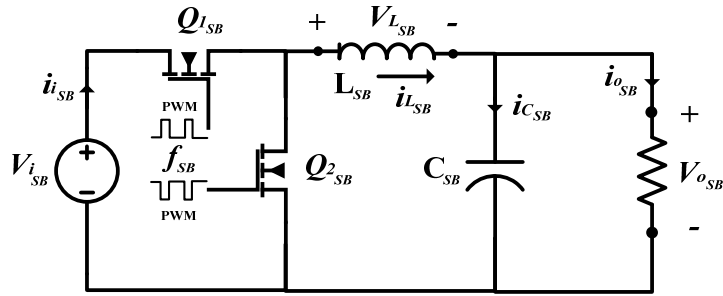 Q1SB
+ VLSB -
iiSB
LSB
iLSB
iCSB
ioSB
PWM
fSB
PWM
+
ViSB
-
Q2SB
CSB
+
VoSB
-